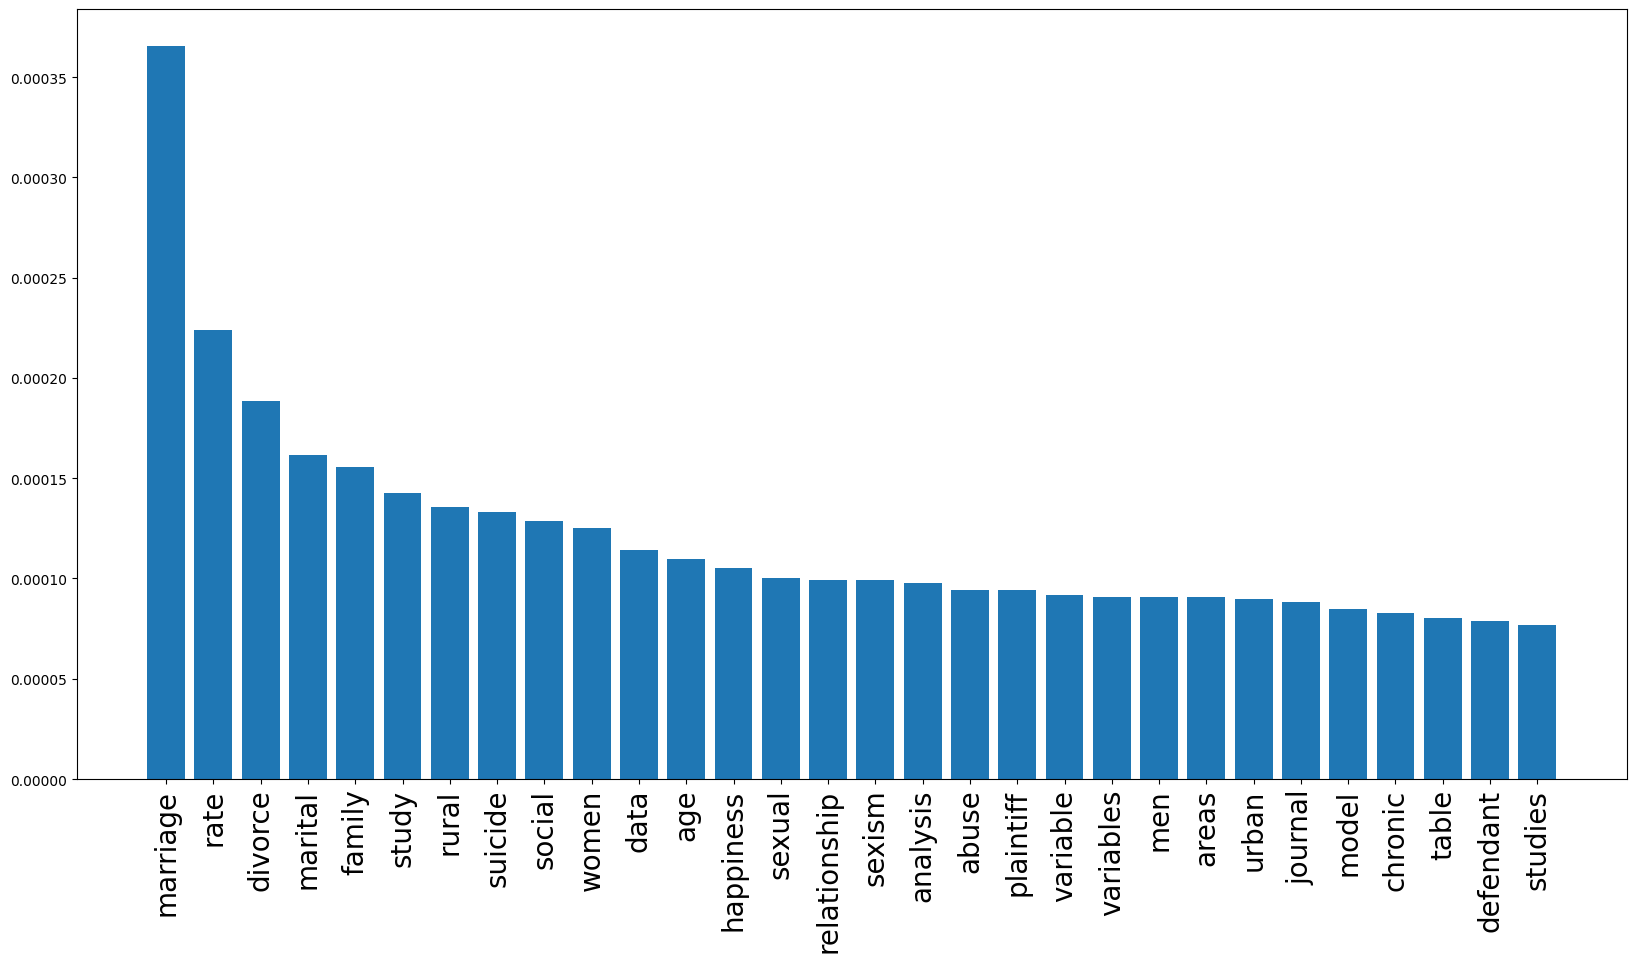 0.00035
0.00030
0.00025
0.00020
0.00015
0.00010
0.00005
0.00000
marriage
rate
divorce
marital
family
study
rural
suicide
social
women
data
age
happiness
sexual
relationship
sexism
analysis
abuse
plaintiff
variable
variables
men
areas
urban
journal
model
chronic
table
defendant
studies